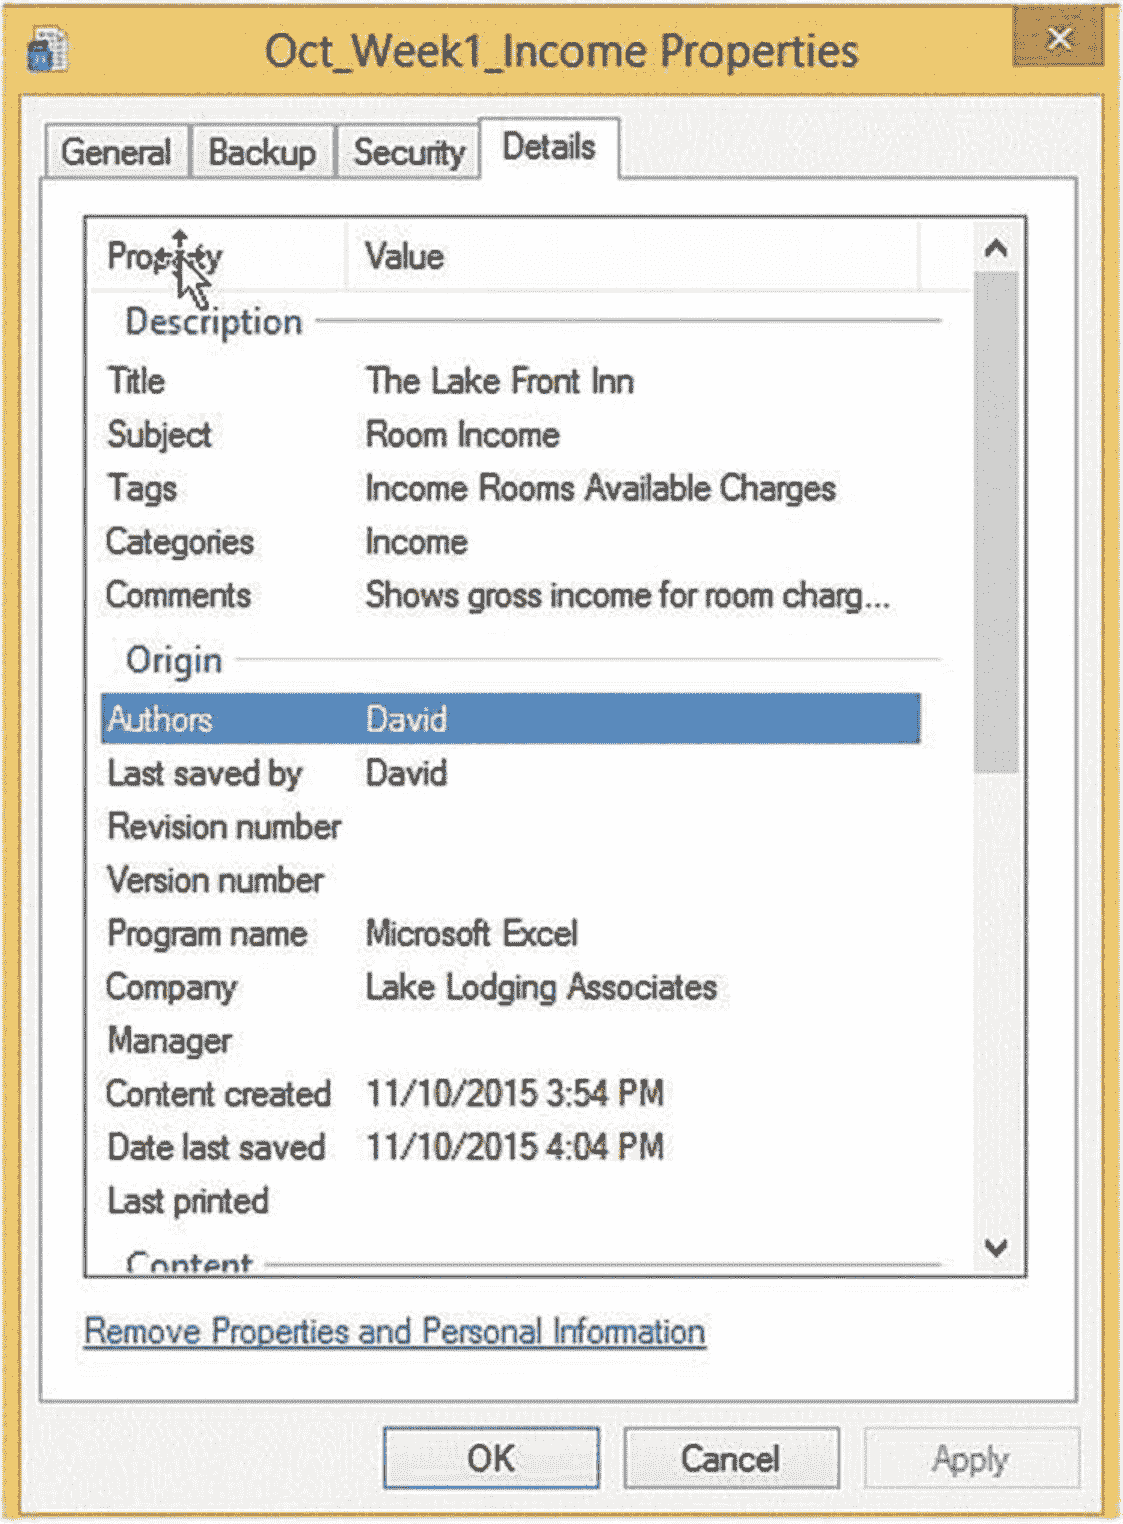 Oct_Week1_Income Properties
General Backup Security Details
Property Value
Description
Title The Lake Front Inn
Subject Room Income
Tags Income Rooms Available Charges
Categories Income
Comments Shows gross income for room charg...
Origin
Authors David
Last saved by David
Revision number
Version number
Program name Microsoft Excel
Company Lake Lodging Associates
Manager
Content created 11/10/2015 3:54 PM
Date last saved 11/10/2015 4:04 PM
Last printed
Content
Remove Properties and Personal Information
OK Cancel Apply